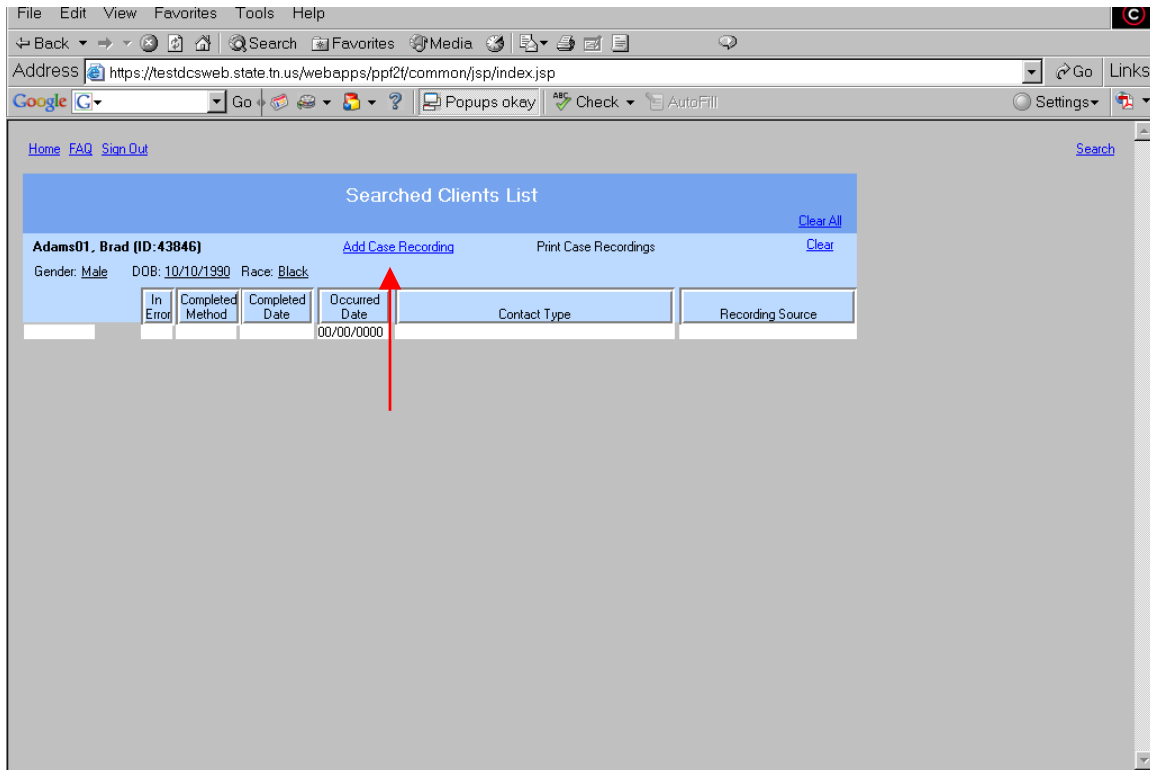 File Edit View Favorites Tools Help
Back Search Favorites Media
Address https://testdcsweb.state.tn.us/webapps/ppf2f/common/jsp/index.jsp Go Links
Google G Go Popups okay ABC Check AutoFill Settings
Home FAQ Sign Out Search
Searched Clients List
Clear All
Adams01, Brad (ID:43846) Add Case Recording Print Case Recordings Clear
Gender: Male DOB: 10/10/1990 Race: Black
In Error Completed Method Completed Date Occurred Date Contact Type Recording Source
00/00/0000